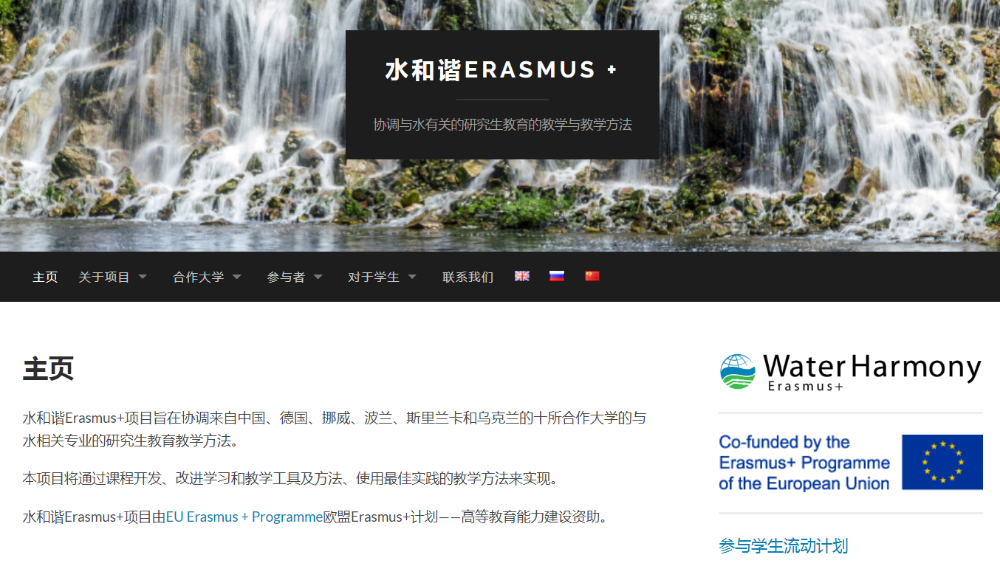 水和谐ERASMUS +
协调与水有关的研究生教育的教学与教学方法
主页 关于项目 合作大学 参与者 对于学生 联系我们
主页
水和谐Erasmus+项目旨在协调来自中国、德国、挪威、波兰、斯里兰卡和乌克兰的十所合作大学的与
水相关专业的研究生教育教学方法。
本项目将通过课程开发、改进学习和教学工具及方法、使用最佳实践的教学方法来实现。
水和谐Erasmus+项目由EU Erasmus + Programme欧盟Erasmus+计划——高等教育能力建设资助。
Water Harmony
Erasmus+
Co-funded by the
Erasmus+ Programme
of the European Union
参与学生流动计划